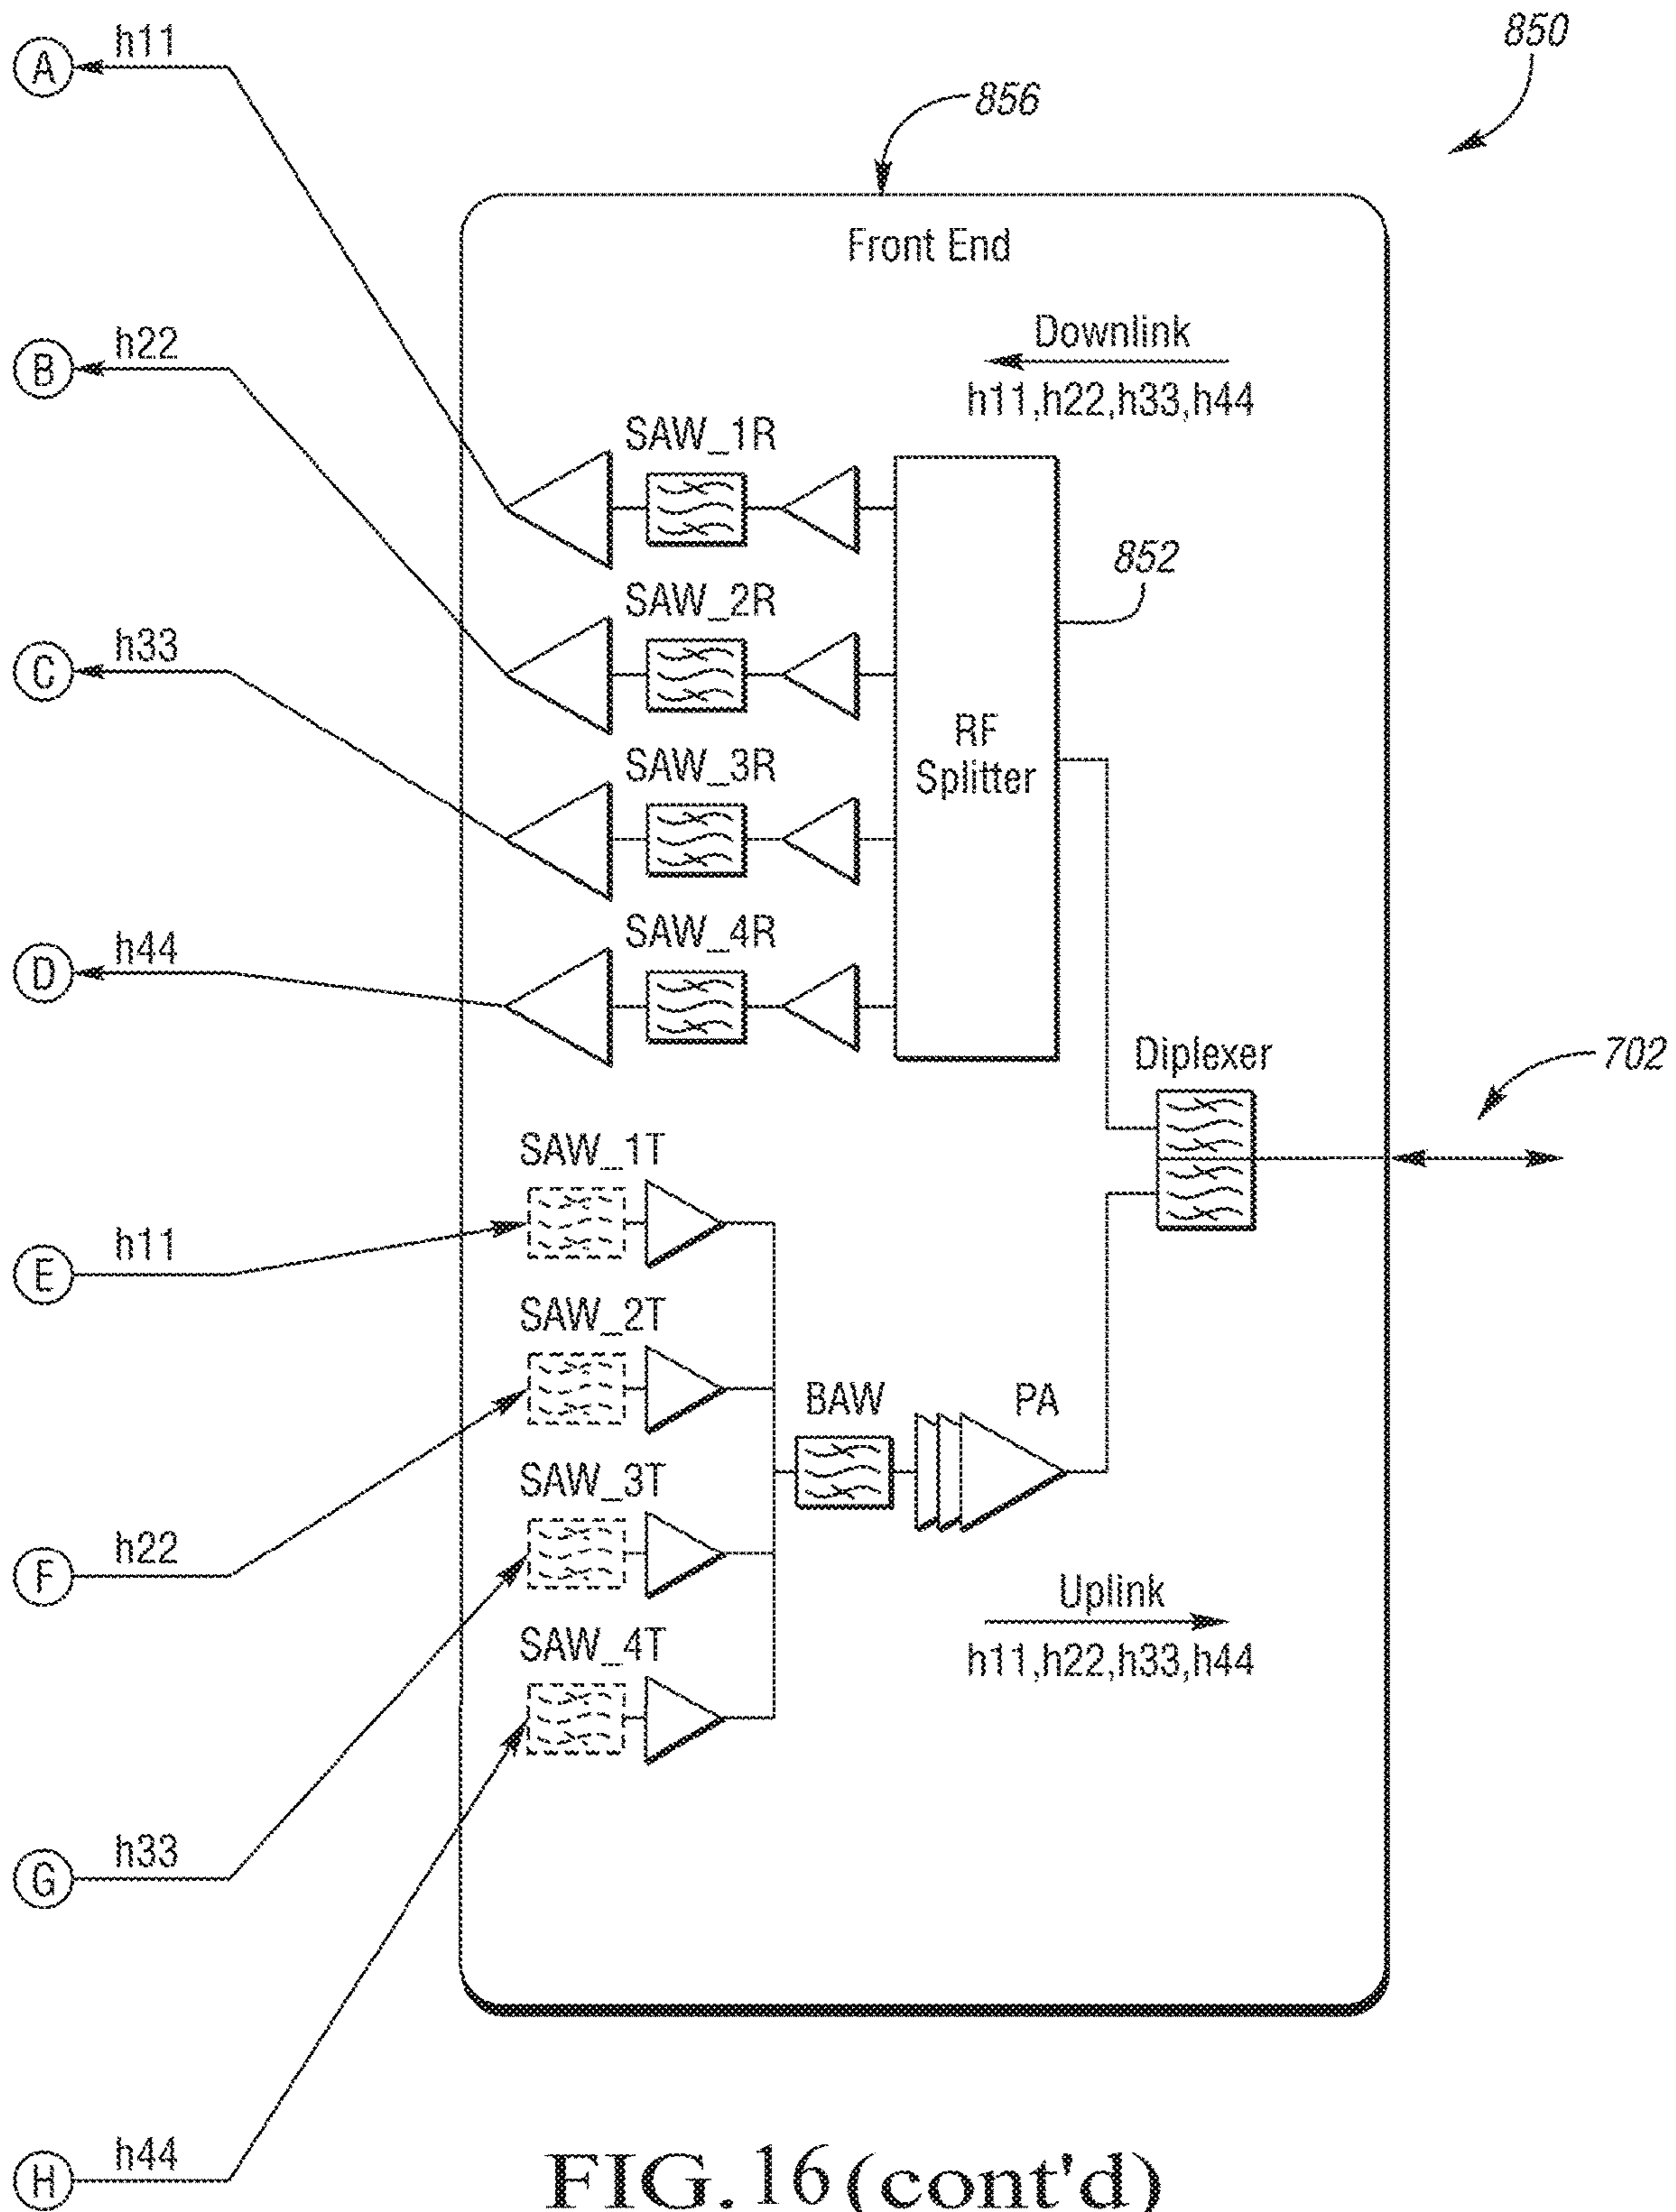 850
h11
A
856
Front End
Downlink
h22
B
h11,h22,h33,h44
SAW_1R
852
SAW_2R
h33
C
RF
Splitter
SAW_3R
SAW_4R
h44
D
Diplexer
702
SAW_1T
h11
E
SAW_2T
BAW
PA
SAW_3T
h22
F
Uplink
SAW_4T
h11,h22,h33,h44
h33
G
h44
H
FIG. 16 (cont'd)